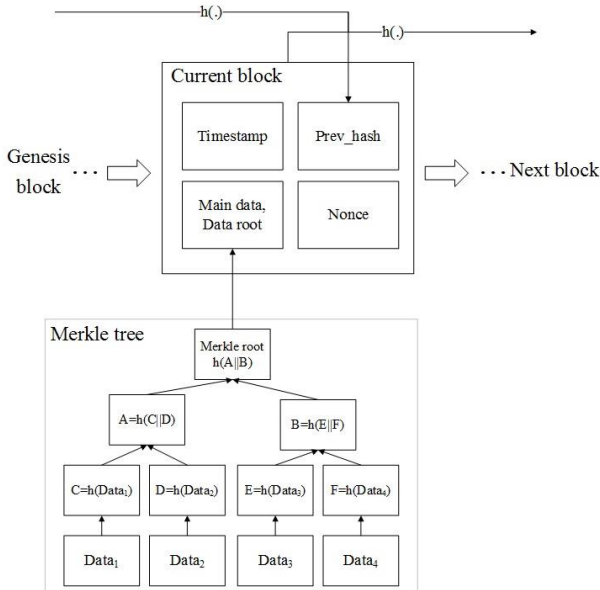 h(.)
h(.)
Current block
Timestamp
Prev_hash
Genesis
block
···
··· Next block
Main data,
Data root
Nonce
Merkle tree
Merkle root
h(A||B)
A=h(C||D)
B=h(E||F)
C=h(Data₁)
D=h(Data₂)
E=h(Data₃)
F=h(Data₄)
Data₁
Data₂
Data₃
Data₄